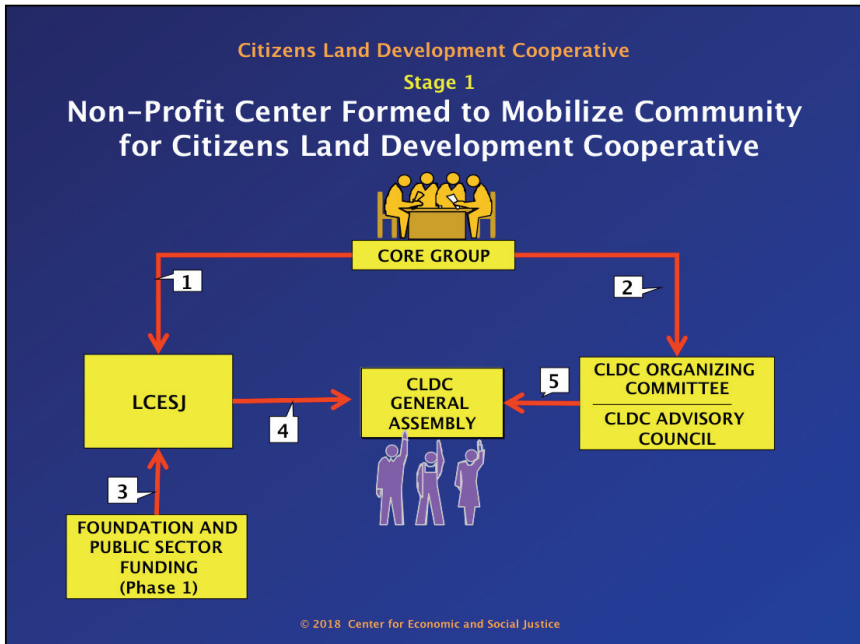 Citizens Land Development Cooperative
Stage 1
Non-Profit Center Formed to Mobilize Community
for Citizens Land Development Cooperative
CORE GROUP
1
2
LCESJ
4
CLDC
GENERAL
ASSEMBLY
5
CLDC ORGANIZING
COMMITTEE
CLDC ADVISORY
COUNCIL
3
FOUNDATION AND
PUBLIC SECTOR
FUNDING
(Phase 1)
© 2018 Center for Economic and Social Justice